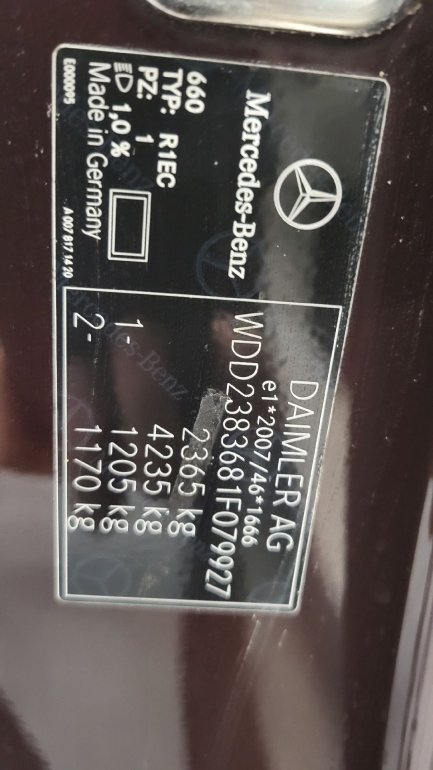 Mercedes-Benz
660
TYP: R1EC
PZ: 1
1,0 %
Made in Germany
E000095
A 007 817 14 20
DAIMLER AG
e1*2007/46*1666
WDD2383681F079927
2365 kg
4235 kg
1- 1205 kg
2- 1170 kg